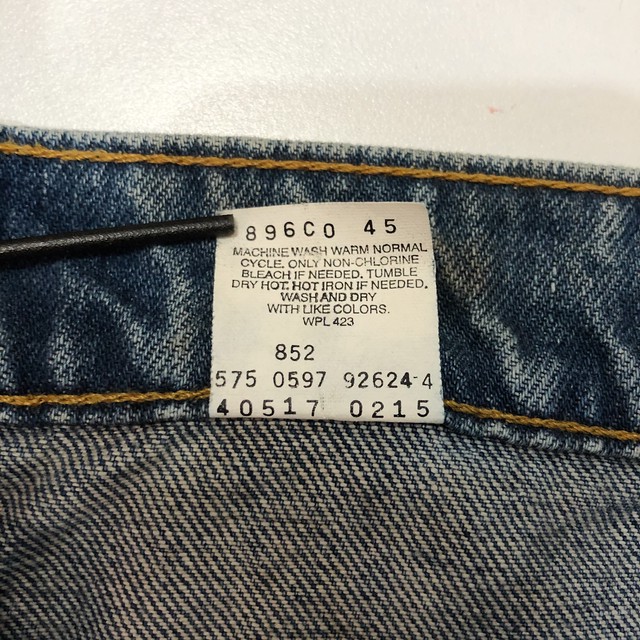 896CO 45
MACHINE WASH WARM NORMAL
CYCLE. ONLY NON-CHLORINE
BLEACH IF NEEDED. TUMBLE
DRY HOT. HOT IRON IF NEEDED.
WASH AND DRY
WITH LIKE COLORS.
WPL 423
852
575 0597 92624-4
40517 0215